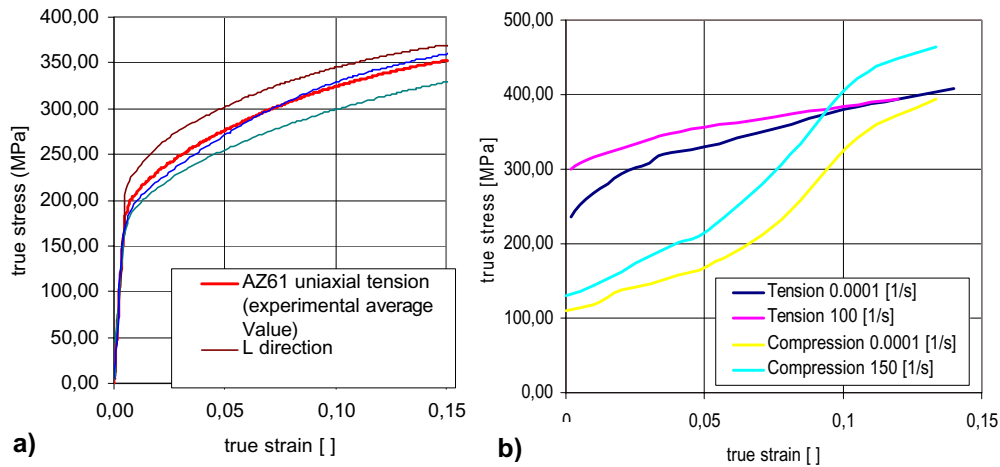 400,00
350,00
300,00
250,00
200,00
150,00
100,00
50,00
0,00
true stress (MPa)
AZ61 uniaxial tension
(experimental average
Value)
L direction
0,00
0,05
0,10
0,15
true strain [ ]
a)
500,00
400,00
300,00
200,00
100,00
0,00
true stress [MPa]
Tension 0.0001 [1/s]
Tension 100 [1/s]
Compression 0.0001 [1/s]
Compression 150 [1/s]
0
0,05
0,1
0,15
true strain [ ]
b)